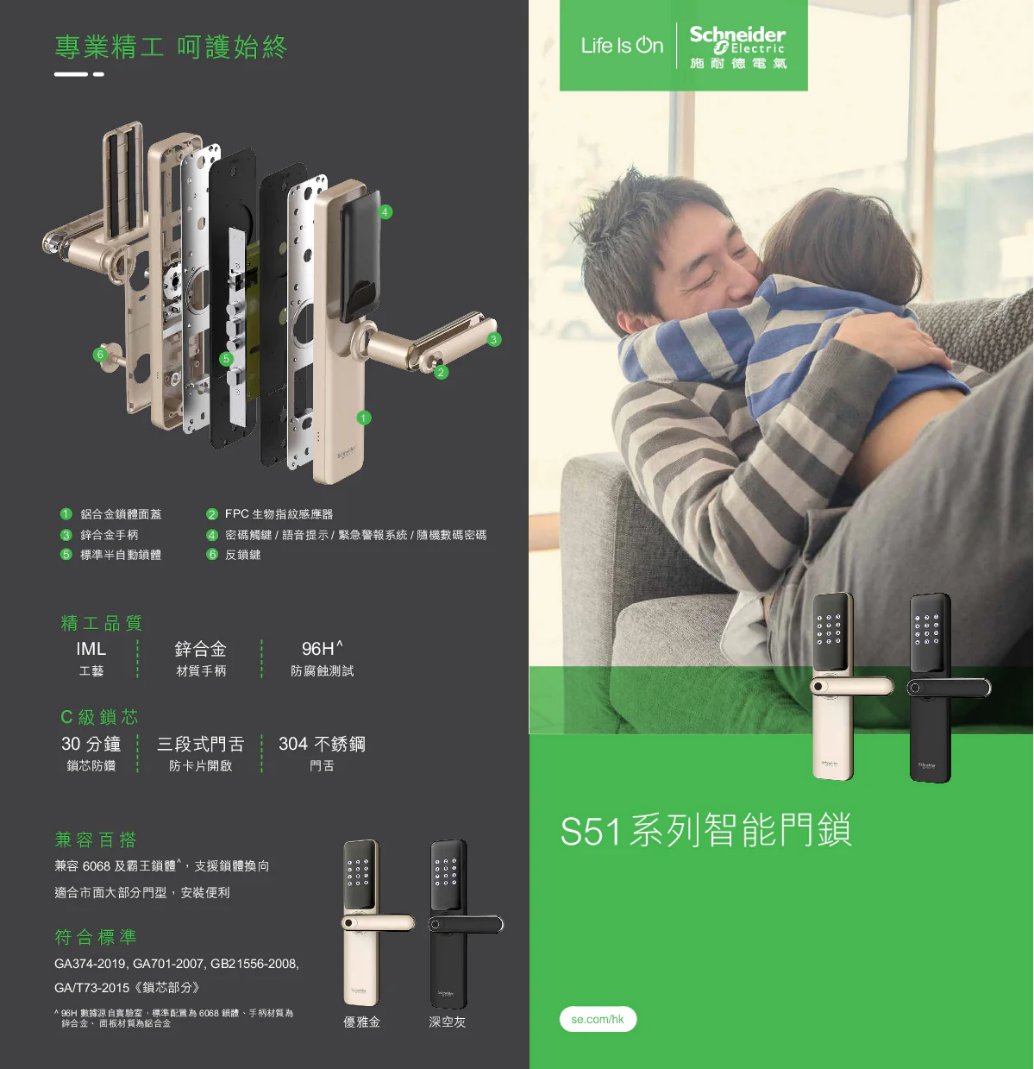 專業精工 呵護始終
4
3
2
5
6
1
1 鋁合金鎖體面蓋
2 FPC 生物指紋感應器
3 鋅合金手柄
4 密碼觸鍵 / 語音提示 / 緊急警報系統 / 隨機數碼密碼
5 標準半自動鎖體
6 反鎖鍵
精工品質
IML
工藝
鋅合金
材質手柄
96H^
防腐蝕測試
C級鎖芯
30 分鐘
鎖芯防鑽
三段式門舌
防卡片開啟
304 不銹鋼
門舌
兼容百搭
兼容 6068 及霸王鎖體^，支援鎖體換向
適合市面大部分門型，安裝便利
符合標準
GA374-2019, GA701-2007, GB21556-2008,
GA/T73-2015《鎖芯部分》
^ 96H 數據源自實驗室，標準配置為 6068 鎖體、手柄材質為
鋅合金、面板材質為鋁合金
優雅金
深空灰
Life Is On
Schneider
Electric
施耐德電氣
S51系列智能門鎖
se.com/hk